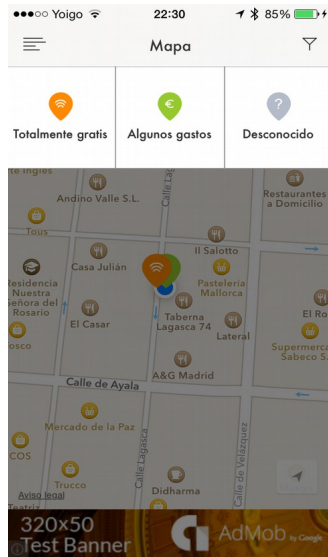 Yoigo
22:30
85%
Mapa
Totalmente gratis
€
Algunos gastos
?
Desconocido
Andino Valle S.L.
Restaurantes
a Domicilio
Tous
Il Salotto
Casa Julián
Residencia
Nuestra
Señora del
Rosario
Pastelería
Mallorca
El Casar
Taberna
Lagasca 74
Lateral
El Ro
Supermerca
Sabeco S.
A&G Madrid
Calle de Ayala
Mercado de la Paz
Calle Lagasca
Calle de Velázquez
COS
Trucco
Didharma
Aviso legal
320x50
Test Banner
AdMob by Google